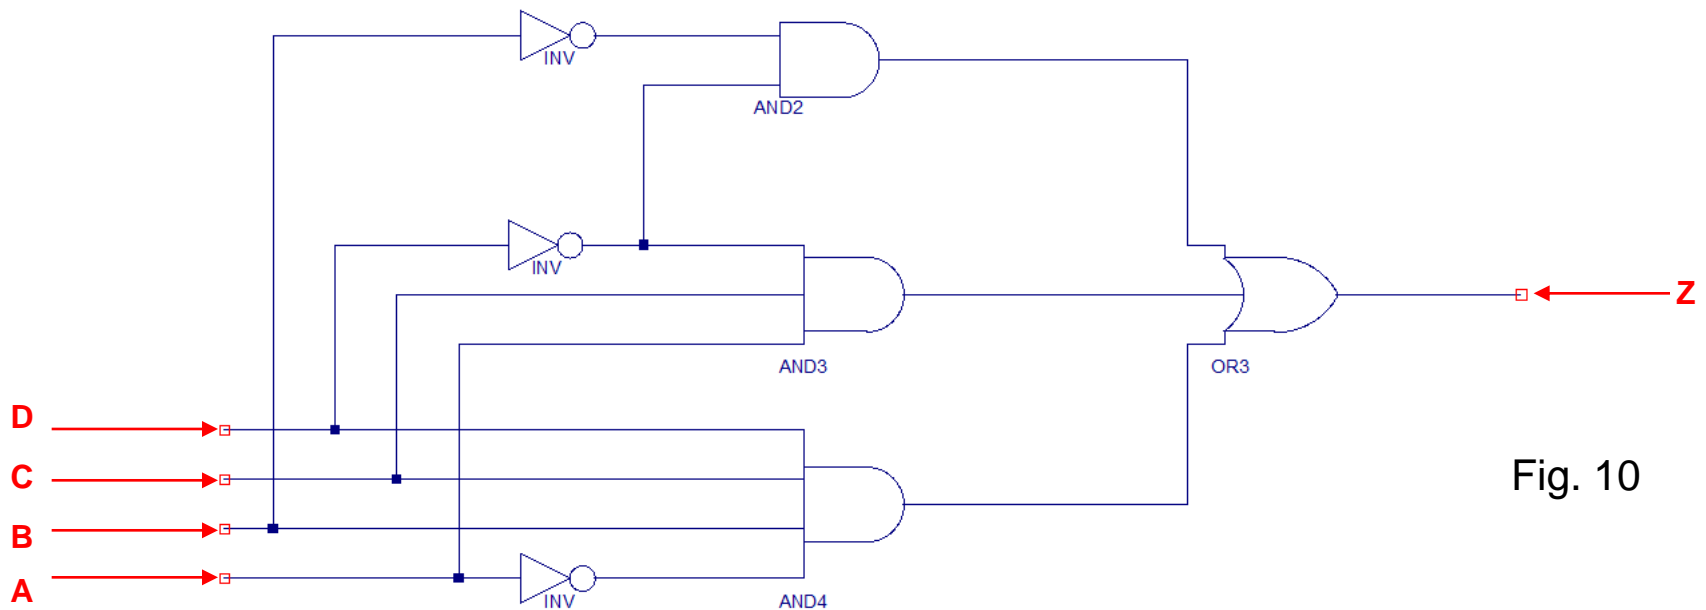 INV
AND2
INV
Z
AND3
OR3
D
C
Fig. 10
B
A
INV
AND4